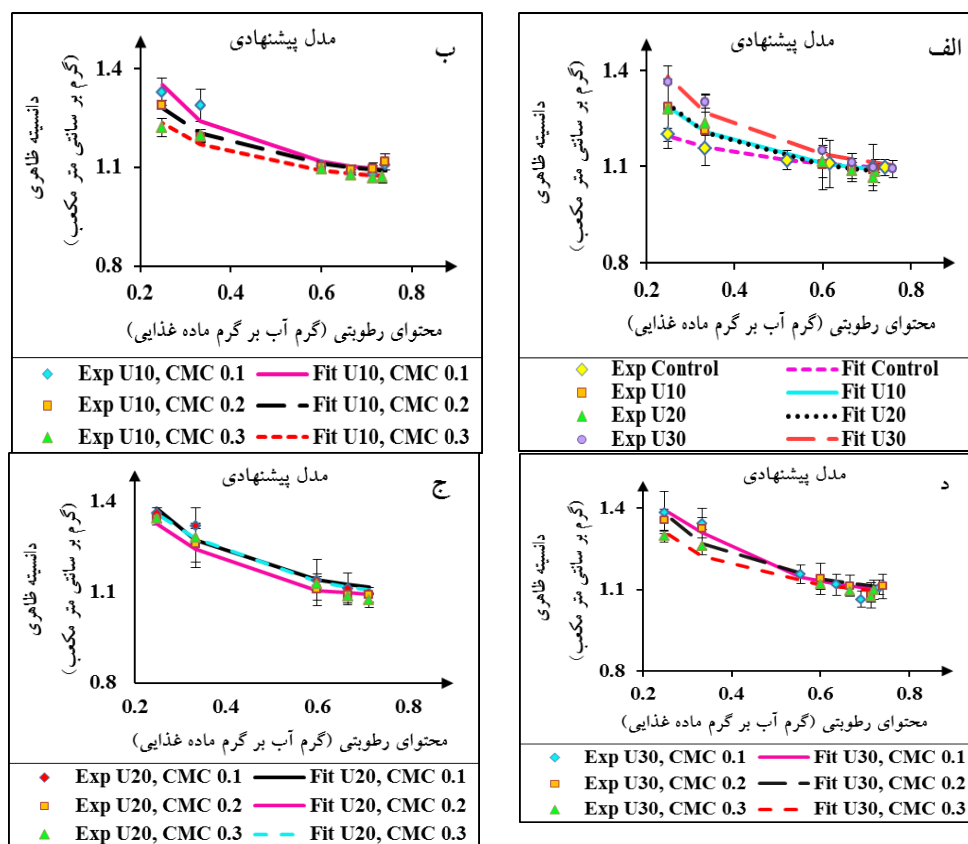 الف
مدل پیشنهادی
دانسیته ظاهری
(گرم بر سانتی متر مکعب)
1.4
1.1
0.8
0.2 0.4 0.6 0.8
محتوای رطوبتی (گرم آب بر گرم ماده غذایی)
Exp Control Fit Control
Exp U10 Fit U10
Exp U20 Fit U20
Exp U30 Fit U30
ب
مدل پیشنهادی
دانسیته ظاهری
(گرم بر سانتی متر مکعب)
1.4
1.1
0.8
0.2 0.4 0.6 0.8
محتوای رطوبتی (گرم آب بر گرم ماده غذایی)
Exp U10, CMC 0.1 Fit U10, CMC 0.1
Exp U10, CMC 0.2 Fit U10, CMC 0.2
Exp U10, CMC 0.3 Fit U10, CMC 0.3
د
مدل پیشنهادی
دانسیته ظاهری
(گرم بر سانتی متر مکعب)
1.4
1.1
0.8
0.2 0.4 0.6 0.8
محتوای رطوبتی (گرم آب بر گرم ماده غذایی)
Exp U30, CMC 0.1 Fit U30, CMC 0.1
Exp U30, CMC 0.2 Fit U30, CMC 0.2
Exp U30, CMC 0.3 Fit U30, CMC 0.3
ج
مدل پیشنهادی
دانسیته ظاهری
(گرم بر سانتی متر مکعب)
1.4
1.1
0.8
0.2 0.4 0.6 0.8
محتوای رطوبتی (گرم آب بر گرم ماده غذایی)
Exp U20, CMC 0.1 Fit U20, CMC 0.1
Exp U20, CMC 0.2 Fit U20, CMC 0.2
Exp U20, CMC 0.3 Fit U20, CMC 0.3